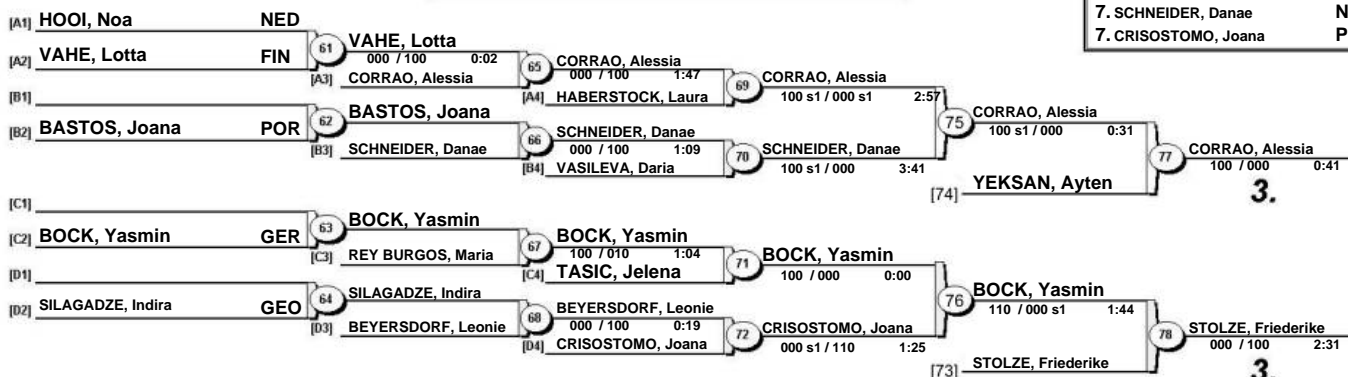 [A1] HOOI, Noa NED
[A2] VAHE, Lotta FIN
61 VAHE, Lotta
000 / 100 0:02
[A3] CORRAO, Alessia
65 CORRAO, Alessia
000 / 100 1:47
[A4] HABERSTOCK, Laura
69 CORRAO, Alessia
100 s1 / 000 s1 2:57
[B1]
[B2] BASTOS, Joana POR
62 BASTOS, Joana
[B3] SCHNEIDER, Danae
66 SCHNEIDER, Danae
000 / 100 1:09
[B4] VASILEVA, Daria
70 SCHNEIDER, Danae
100 s1 / 000 3:41
75 CORRAO, Alessia
100 s1 / 000 0:31
[74] YEKSAN, Ayten
77 CORRAO, Alessia
100 / 000 0:41
3.
[C1]
[C2] BOCK, Yasmin GER
63 BOCK, Yasmin
[C3] REY BURGOS, Maria
67 BOCK, Yasmin
100 / 010 1:04
[C4] TASIC, Jelena
71 BOCK, Yasmin
100 / 000 0:00
[D1]
[D2] SILAGADZE, Indira GEO
64 SILAGADZE, Indira
[D3] BEYERSDORF, Leonie
68 BEYERSDORF, Leonie
000 / 100 0:19
[D4] CRISOSTOMO, Joana
72 CRISOSTOMO, Joana
000 s1 / 110 1:25
76 BOCK, Yasmin
110 / 000 s1 1:44
[73] STOLZE, Friederike
78 STOLZE, Friederike
000 / 100 2:31
3.
7. SCHNEIDER, Danae N
7. CRISOSTOMO, Joana P